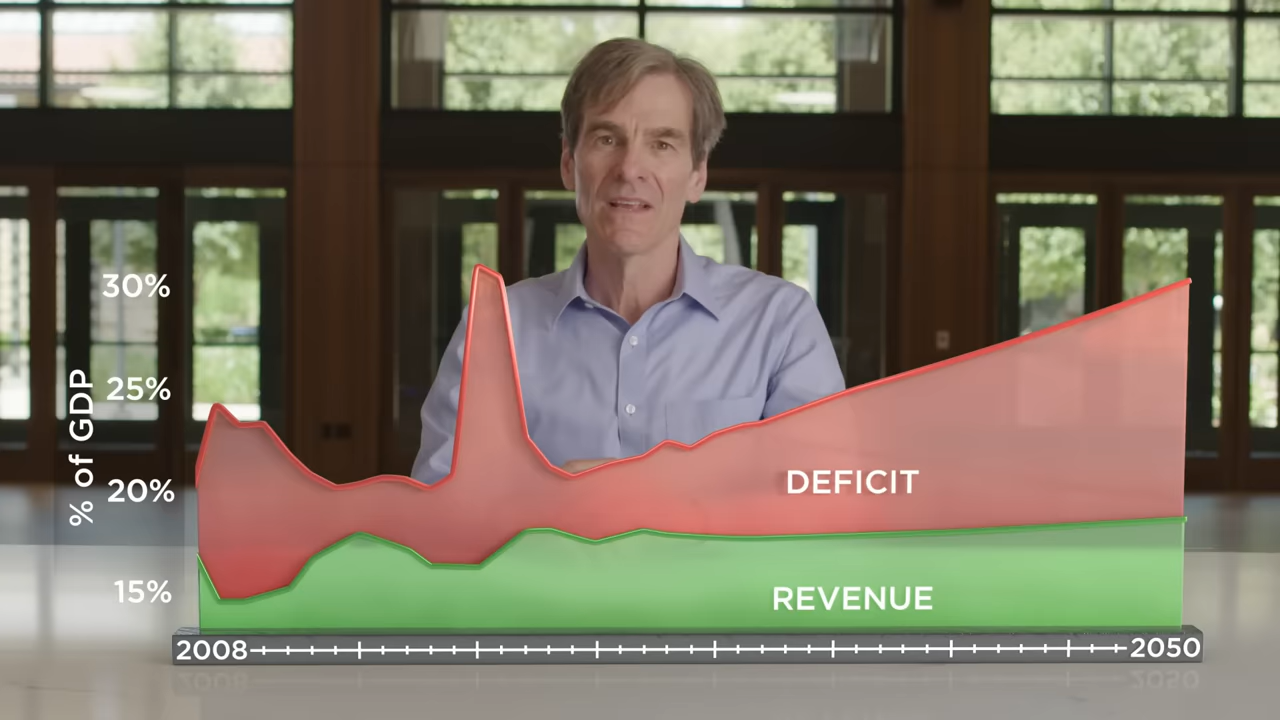 30%
25%
20%
15%
% of GDP
DEFICIT
REVENUE
2008
2050